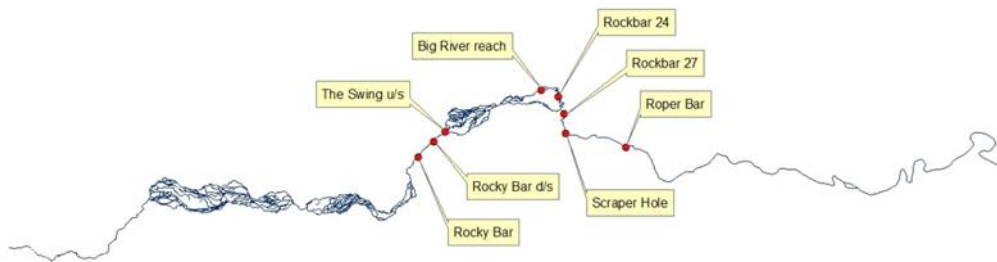 Rockbar 24
Big River reach
Rockbar 27
The Swing u/s
Roper Bar
Rocky Bar d/s
Scraper Hole
Rocky Bar